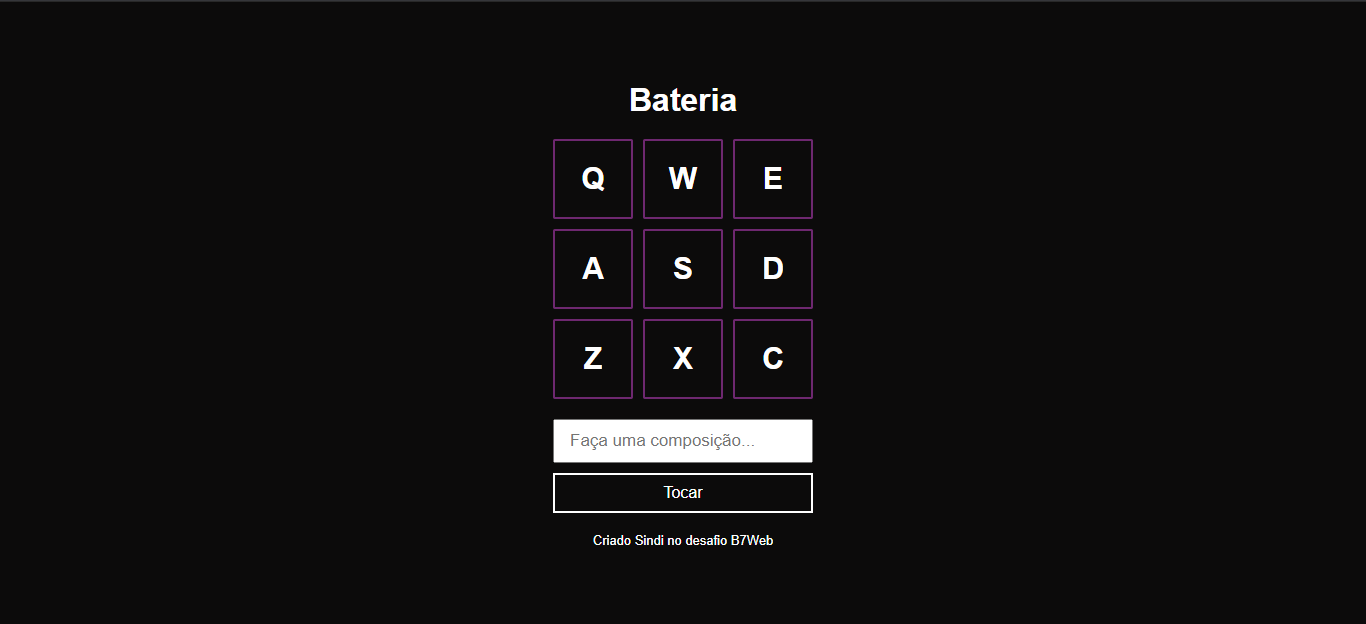 Bateria
Q W E
A S D
Z X C
Faça uma composição...
Tocar
Criado Sindi no desafio B7Web